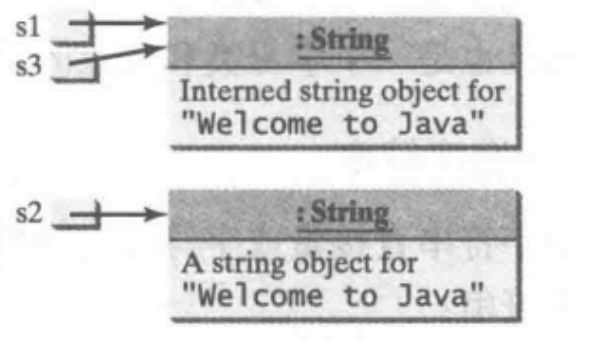 s1
s3
: String
Interned string object for
"Welcome to Java"
s2
: String
A string object for
"Welcome to Java"